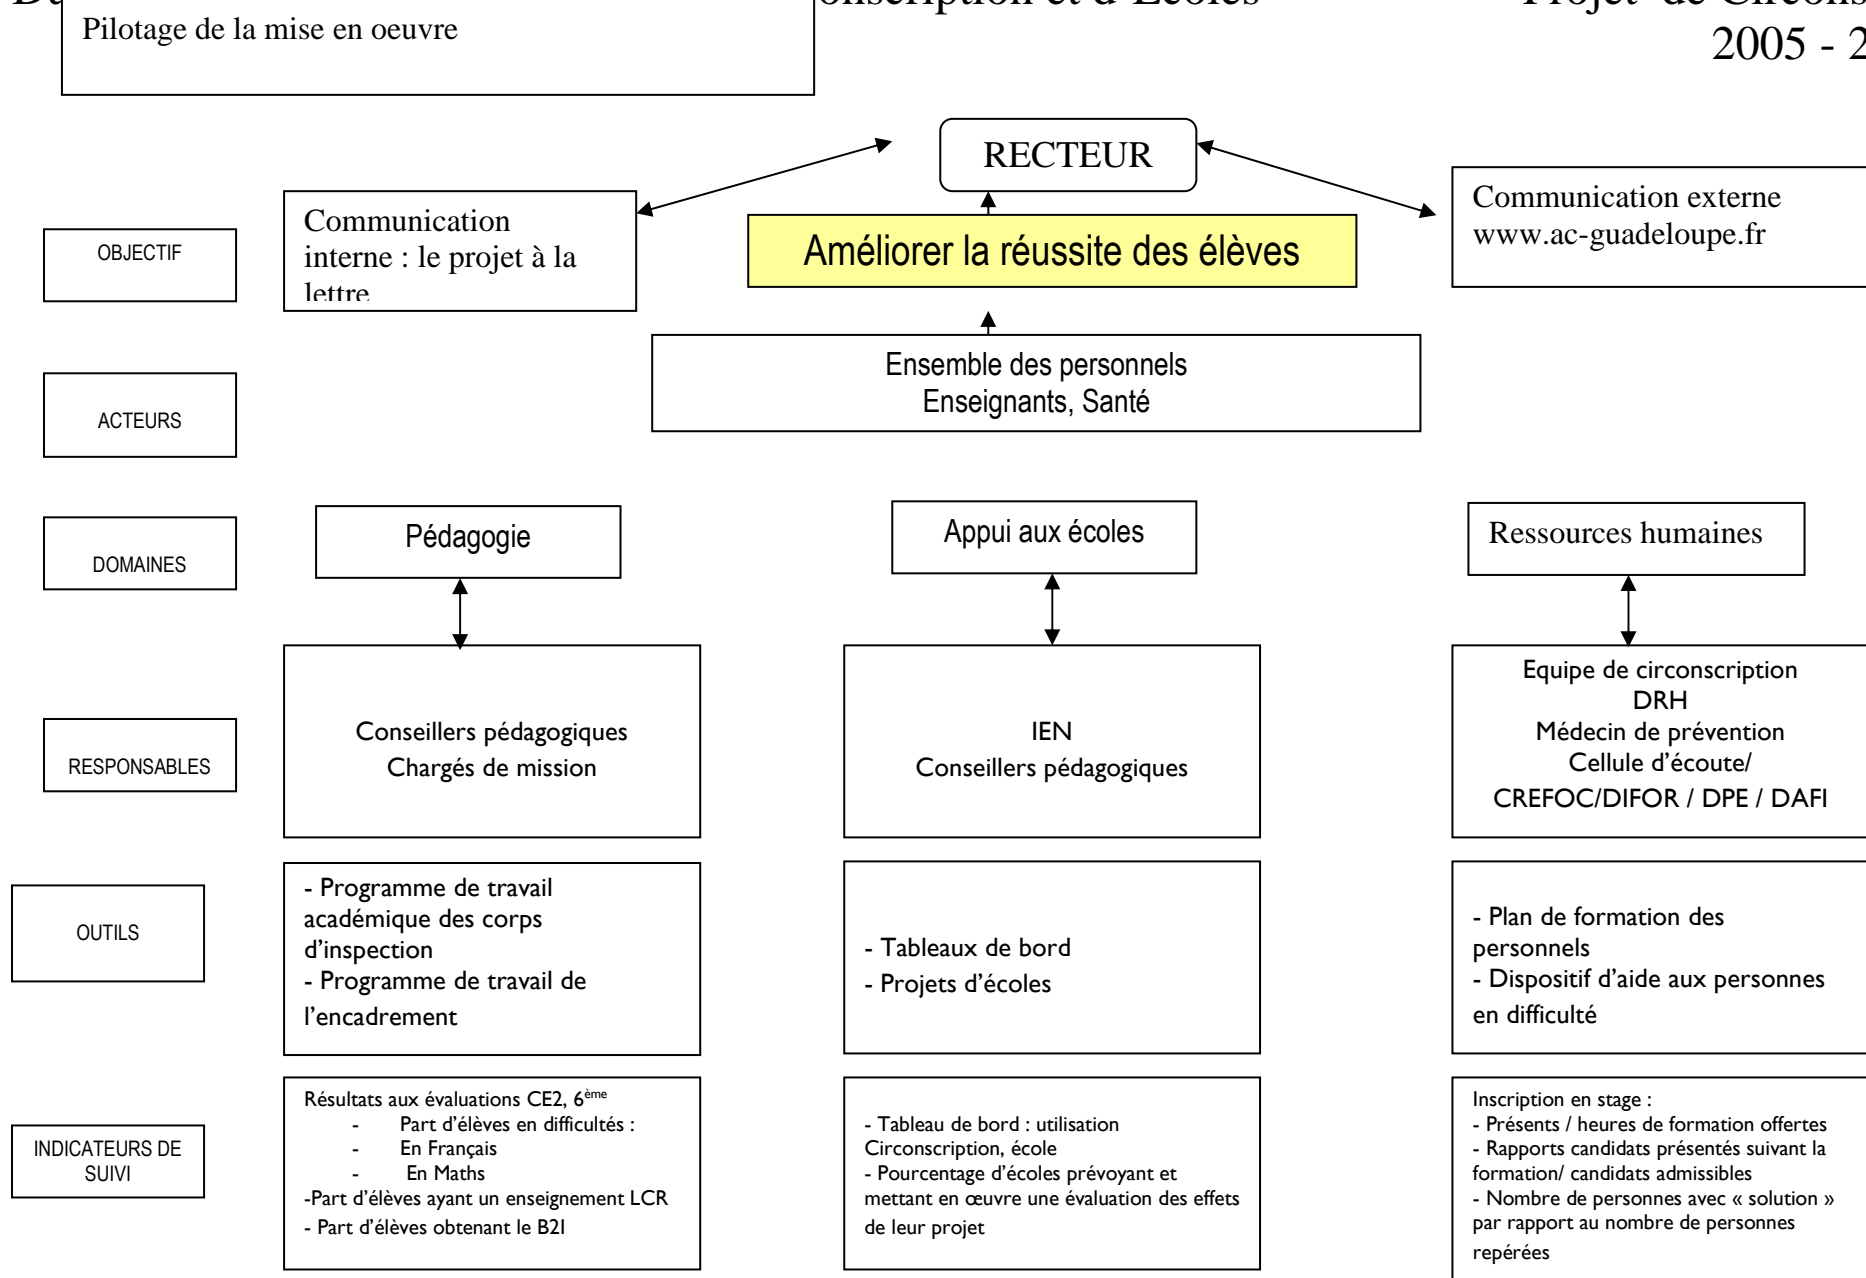 onscription et d'Ecoles
Projet de Circons
Pilotage de la mise en oeuvre
2005 - 2
RECTEUR
Communication
interne : le projet à la
lettre
Améliorer la réussite des élèves
Communication externe
www.ac-guadeloupe.fr
OBJECTIF
Ensemble des personnels
Enseignants, Santé
ACTEURS
DOMAINES
Pédagogie
Appui aux écoles
Ressources humaines
RESPONSABLES
Conseillers pédagogiques
Chargés de mission
IEN
Conseillers pédagogiques
Equipe de circonscription
DRH
Médecin de prévention
Cellule d'écoute/
CREFOC/DIFOR / DPE / DAFI
OUTILS
- Programme de travail
académique des corps
d'inspection
- Programme de travail de
l'encadrement
- Tableaux de bord
- Projets d'écoles
- Plan de formation des
personnels
- Dispositif d'aide aux personnes
en difficulté
INDICATEURS DE
SUIVI
Résultats aux évaluations CE2, 6ème
- Part d'élèves en difficultés :
- En Français
- En Maths
-Part d'élèves ayant un enseignement LCR
- Part d'élèves obtenant le B2I
- Tableau de bord : utilisation
Circonscription, école
- Pourcentage d'écoles prévoyant et
mettant en œuvre une évaluation des effets
de leur projet
Inscription en stage :
- Présents / heures de formation offertes
- Rapports candidats présentés suivant la
formation/ candidats admissibles
- Nombre de personnes avec « solution »
par rapport au nombre de personnes
repérées